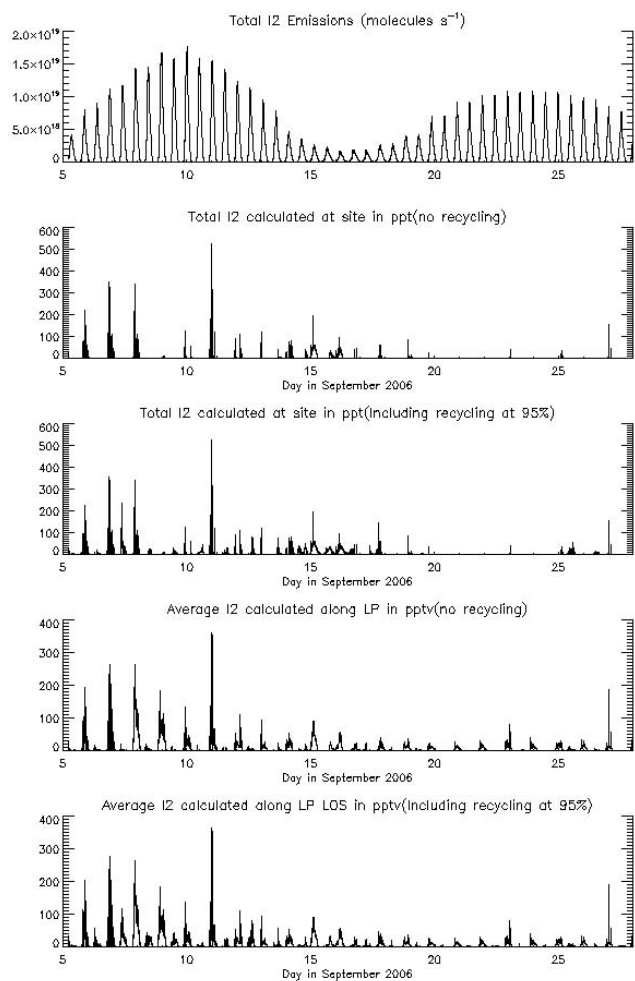 Total I2 Emissions (molecules s⁻¹)
2.0×10¹⁹
1.5×10¹⁹
1.0×10¹⁹
5.0×10¹⁸
0
5 10 15 20 25
Total I2 calculated at site in ppt(no recycling)
600
500
400
300
200
100
0
5 10 15 20 25
Day in September 2006
Total I2 calculated at site in ppt(Including recycling at 95%)
600
500
400
300
200
100
0
5 10 15 20 25
Day in September 2006
Average I2 calculated along LP in pptv(no recycling)
400
300
200
100
0
5 10 15 20 25
Day in September 2006
Average I2 calculated along LP LOS in pptv(Including recycling at 95%)
400
300
200
100
0
5 10 15 20 25
Day in September 2006